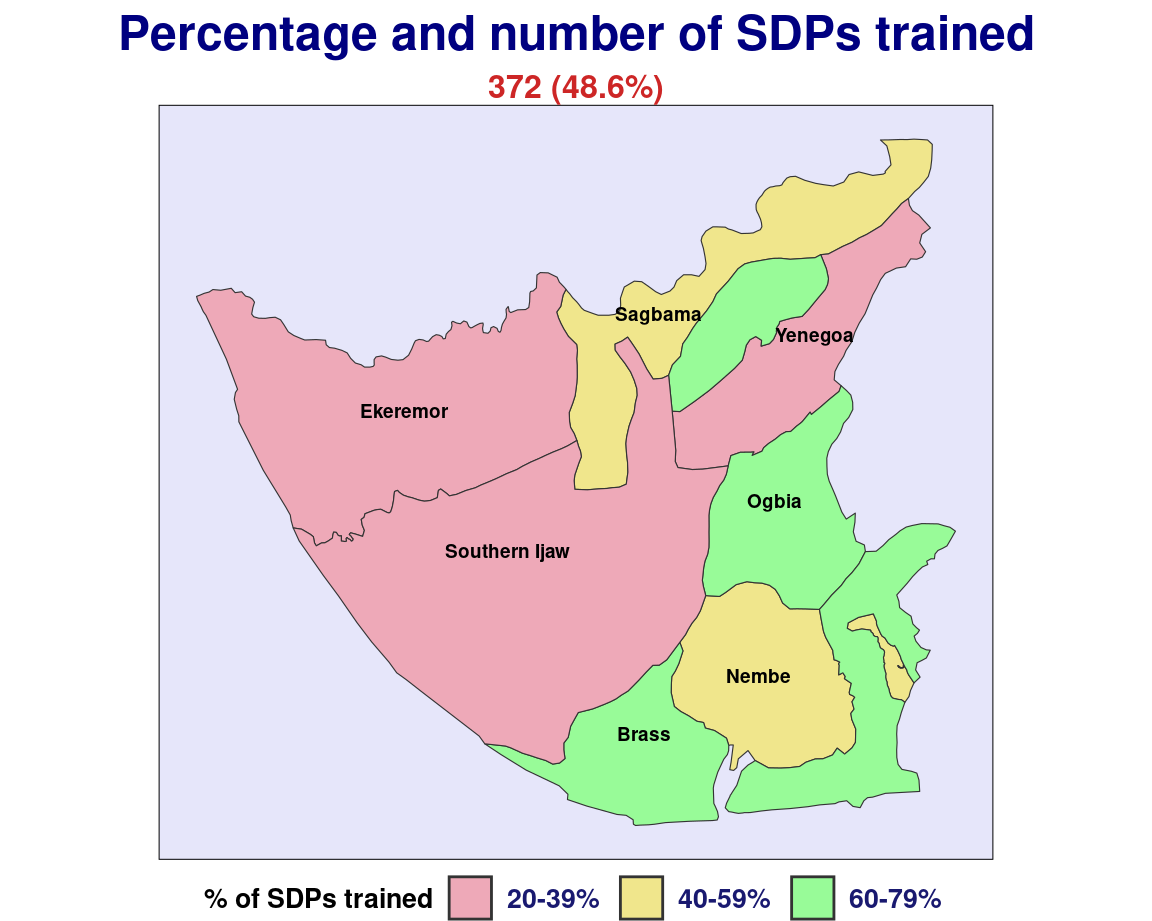 Percentage and number of SDPs trained
372 (48.6%)
Sagbama
Yenegoa
Ekeremor
Ogbia
Southern Ijaw
Nembe
Brass
% of SDPs trained 20-39% 40-59% 60-79%